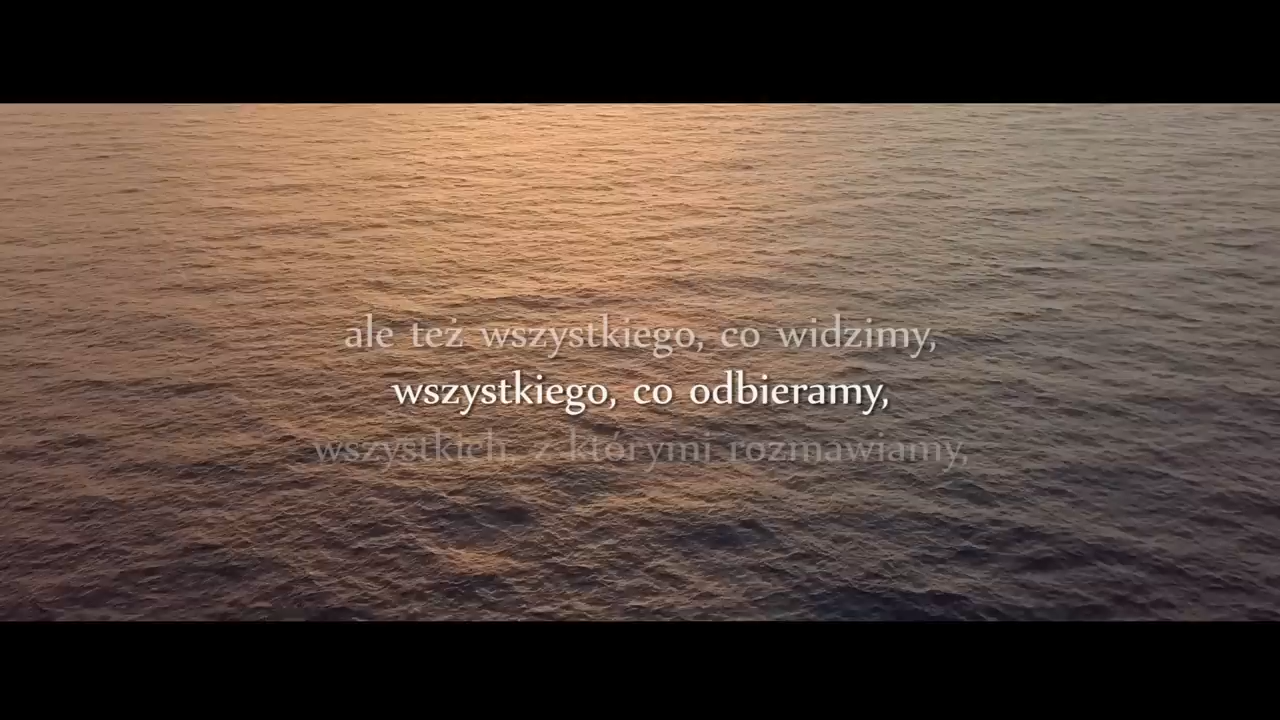 ale też wszystkiego, co widzimy,
wszystkiego, co odbieramy,
wszystkich, z którymi rozmawiamy,